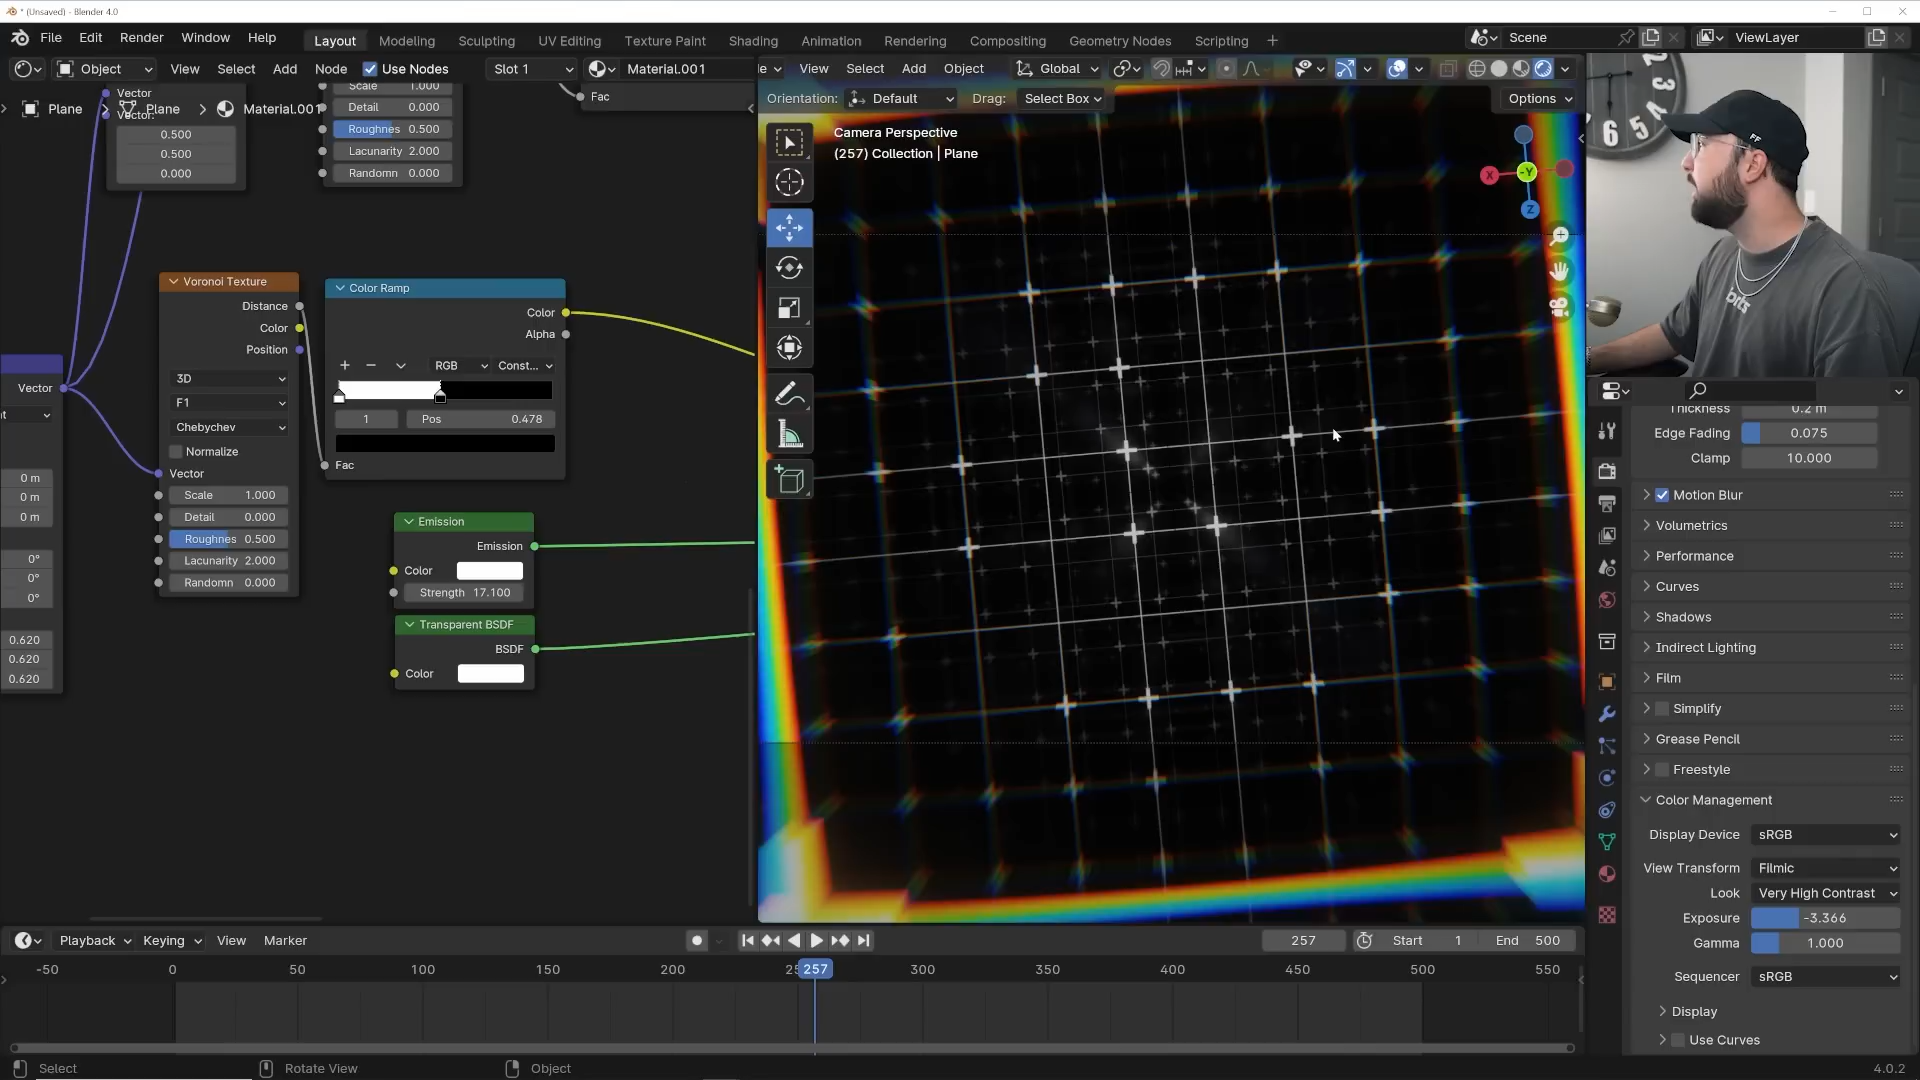 * (Unsaved) - Blender 4.0
File Edit Render Window Help
Layout Modeling Sculpting UV Editing Texture Paint Shading Animation Rendering Compositing Geometry Nodes Scripting
Scene
ViewLayer
Object View Select Add Node Use Nodes Slot 1 Material.001
View Select Add Object Global
Orientation: Default Drag: Select Box
Options
Plane Plane Material.001
Vector
Vector:
0.500
0.500
0.000
Scale 1.000
Detail 0.000
Roughnes 0.500
Lacunarity 2.000
Randomn 0.000
Fac
Camera Perspective
(257) Collection | Plane
X
-Y
Z
Vector
0 m
0 m
0 m
0°
0°
0°
0.620
0.620
0.620
Voronoi Texture
Distance
Color
Position
3D
F1
Chebychev
Normalize
Vector
Scale 1.000
Detail 0.000
Roughnes 0.500
Lacunarity 2.000
Randomn 0.000
Color Ramp
Color
Alpha
RGB Const...
1 Pos 0.478
Fac
Emission
Emission
Color
Strength 17.100
Transparent BSDF
BSDF
Color
6 5
FF
Thickness 0.2 m
Edge Fading 0.075
Clamp 10.000
Motion Blur
Volumetrics
Performance
Curves
Shadows
Indirect Lighting
Film
Simplify
Grease Pencil
Freestyle
Color Management
Display Device sRGB
View Transform Filmic
Look Very High Contrast
Exposure -3.366
Gamma 1.000
Sequencer sRGB
Display
Use Curves
Playback Keying View Marker
257 Start 1 End 500
-50 0 50 100 150 200 257 300 350 400 450 500 550
Select Rotate View Object
4.0.2